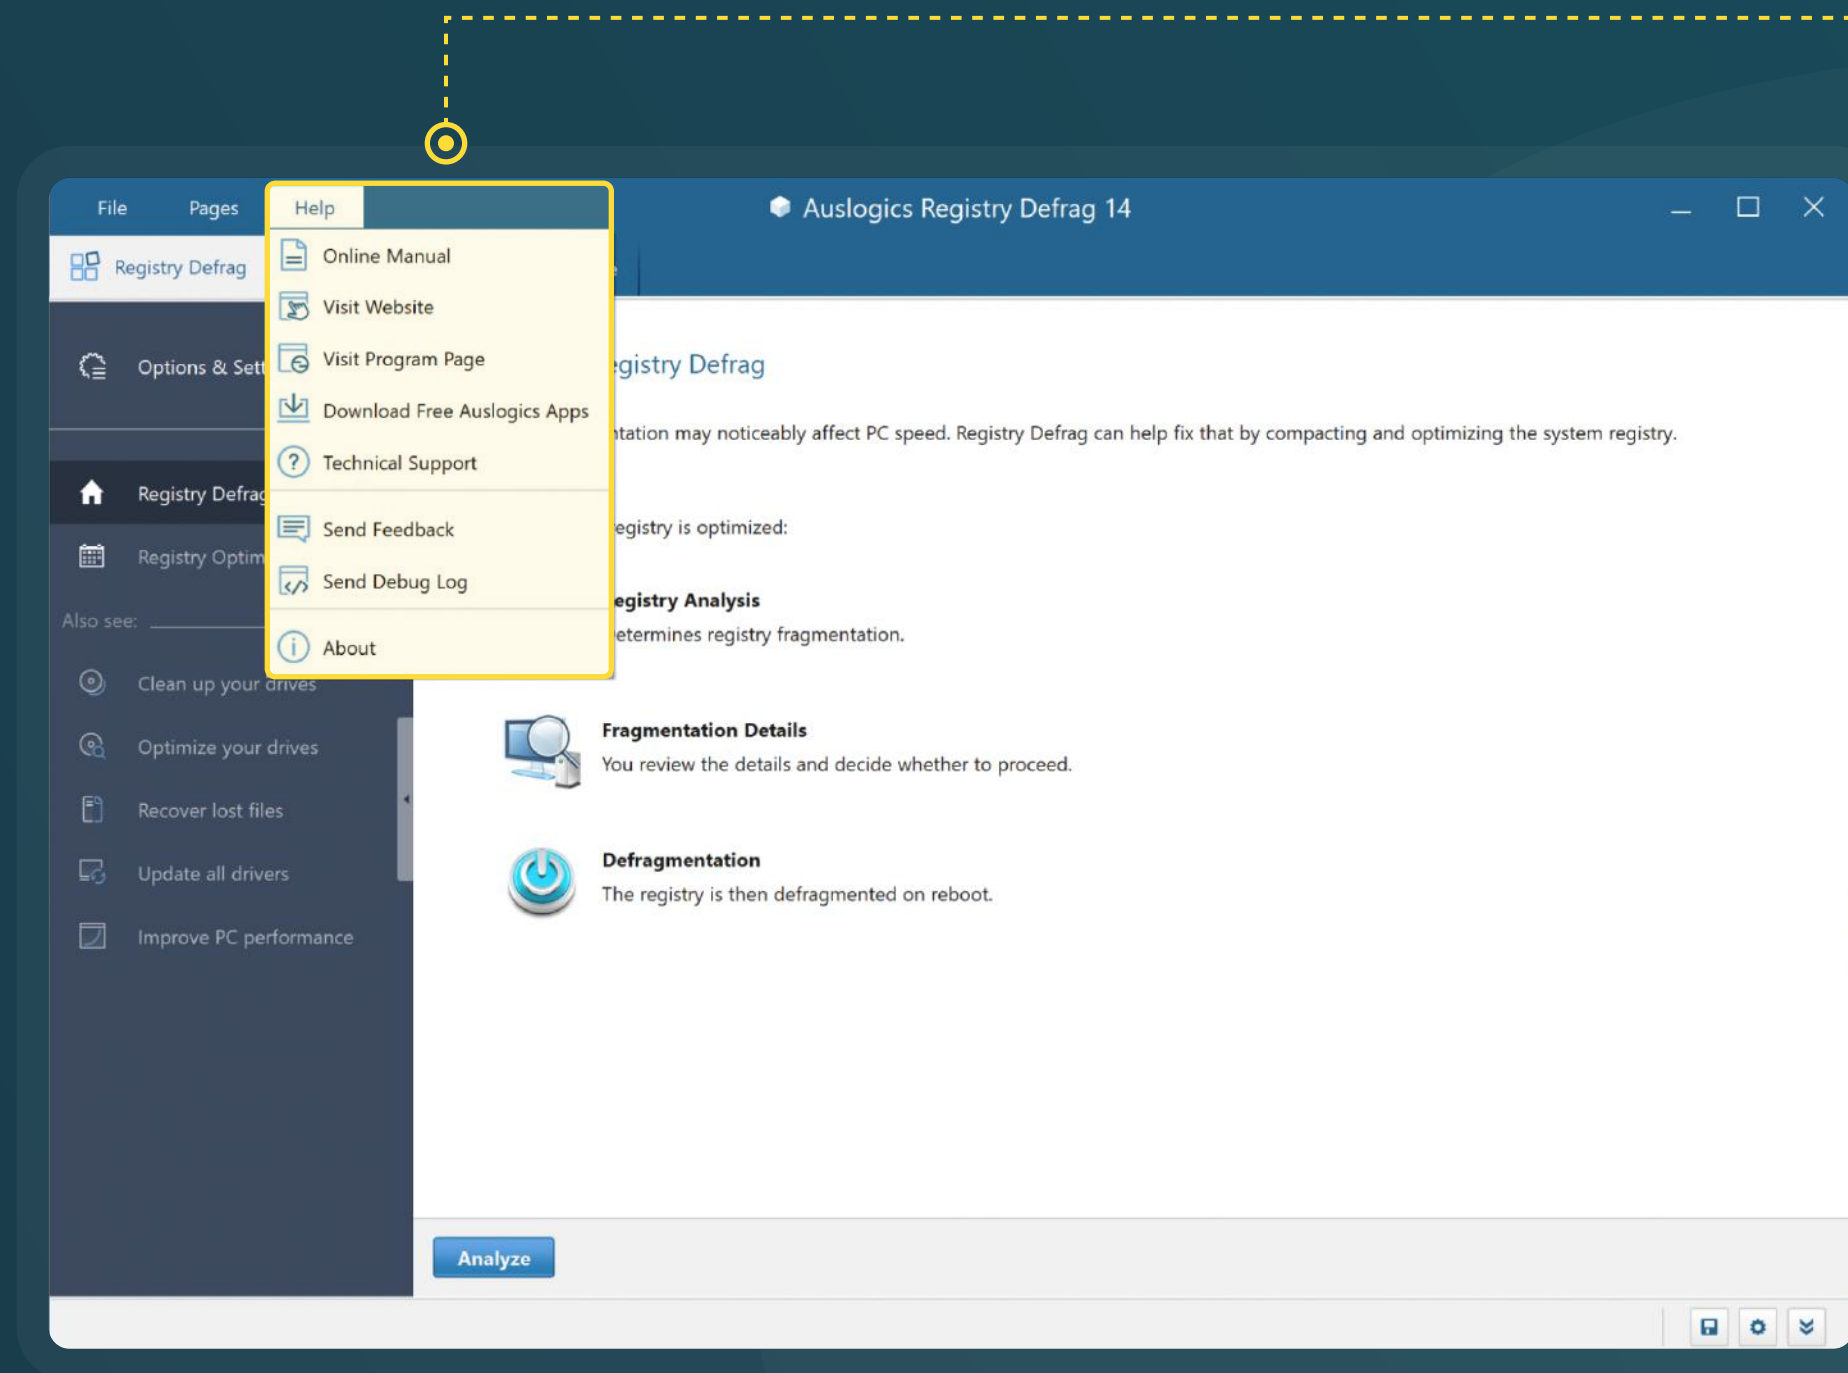 File Pages Help Auslogics Registry Defrag 14
Registry Defrag
Online Manual
Visit Website
Visit Program Page
Download Free Auslogics Apps
Technical Support
Send Feedback
Send Debug Log
About
Options & Sett
Registry Defrag
Registry Optim
Also see:
Clean up your drives
Optimize your drives
Recover lost files
Update all drivers
Improve PC performance
egistry Defrag
ntation may noticeably affect PC speed. Registry Defrag can help fix that by compacting and optimizing the system registry.
egistry is optimized:
egistry Analysis
etermines registry fragmentation.
Fragmentation Details
You review the details and decide whether to proceed.
Defragmentation
The registry is then defragmented on reboot.
Analyze